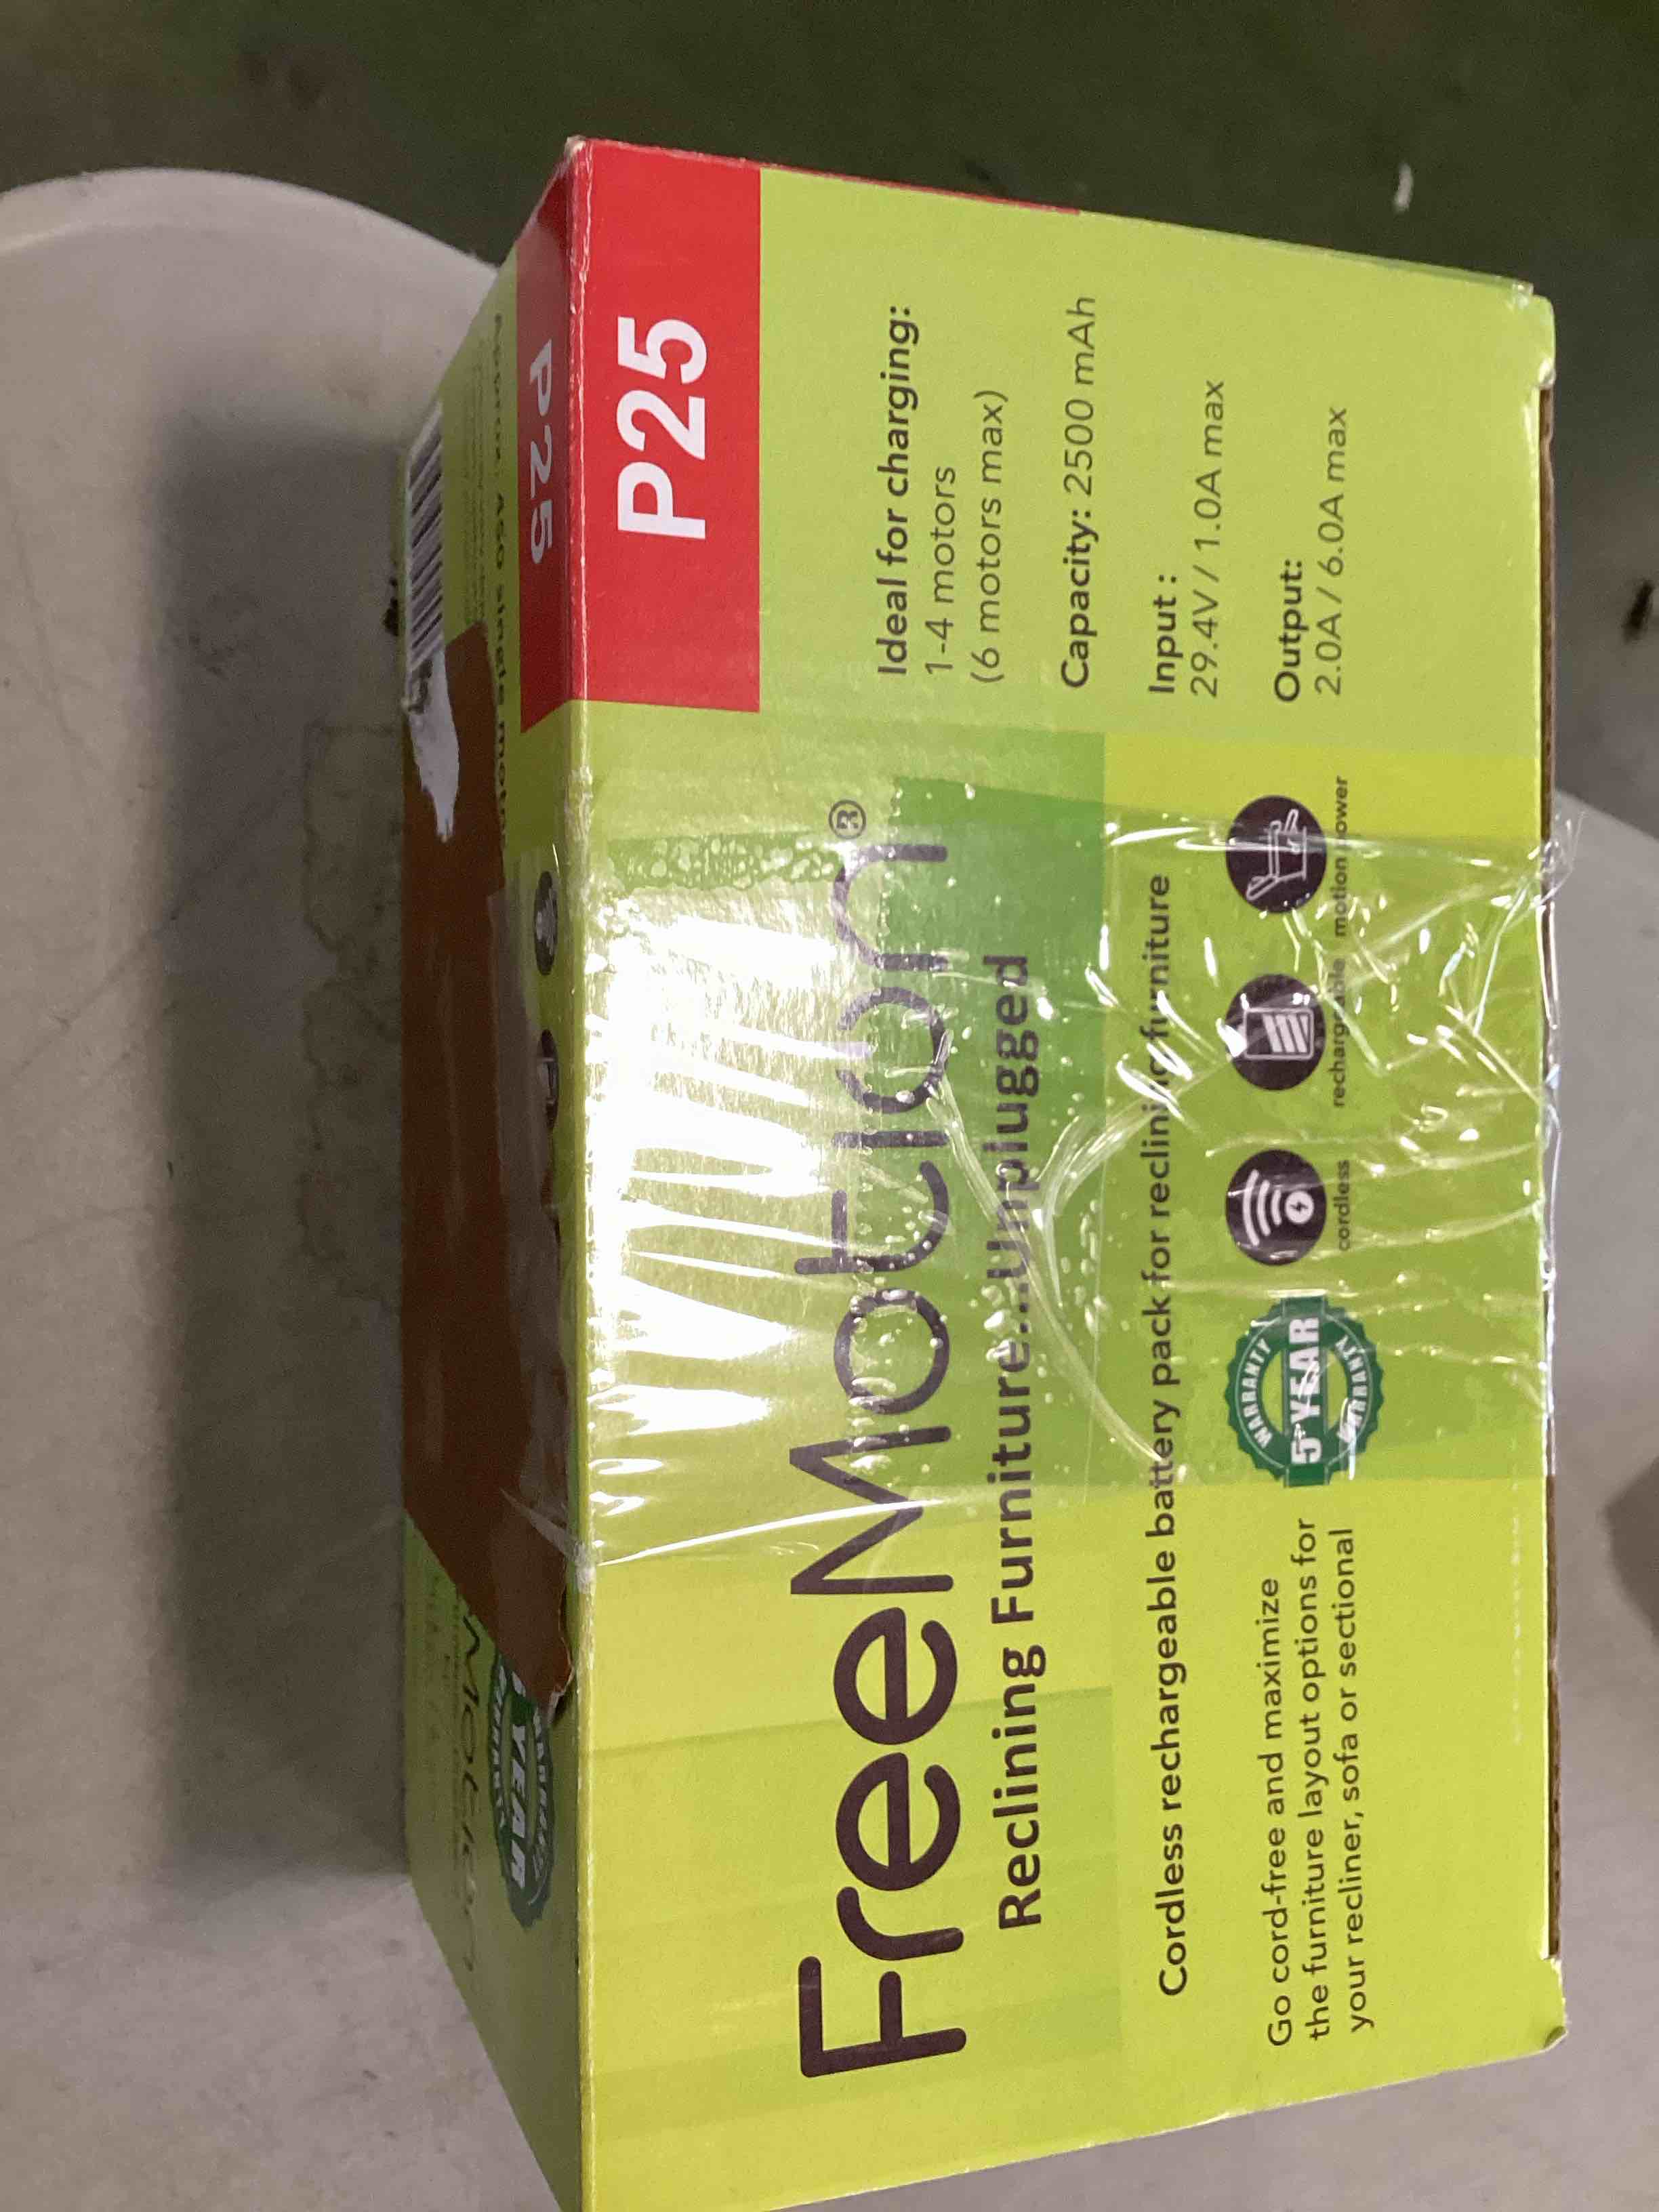 FreeMotion®
Reclining Furniture...Unplugged
Cordless rechargeable battery pack for reclining furniture
Go cord-free and maximize
the furniture layout options for
your recliner, sofa or sectional
WARRANTY
5 YEAR
WARRANTY
cordless
rechargeable
motion power
P25
Ideal for charging:
1-4 motors
(6 motors max)
Capacity: 2500 mAh
Input :
29.4V / 1.0A max
Output:
2.0A / 6.0A max
P25
YEAR